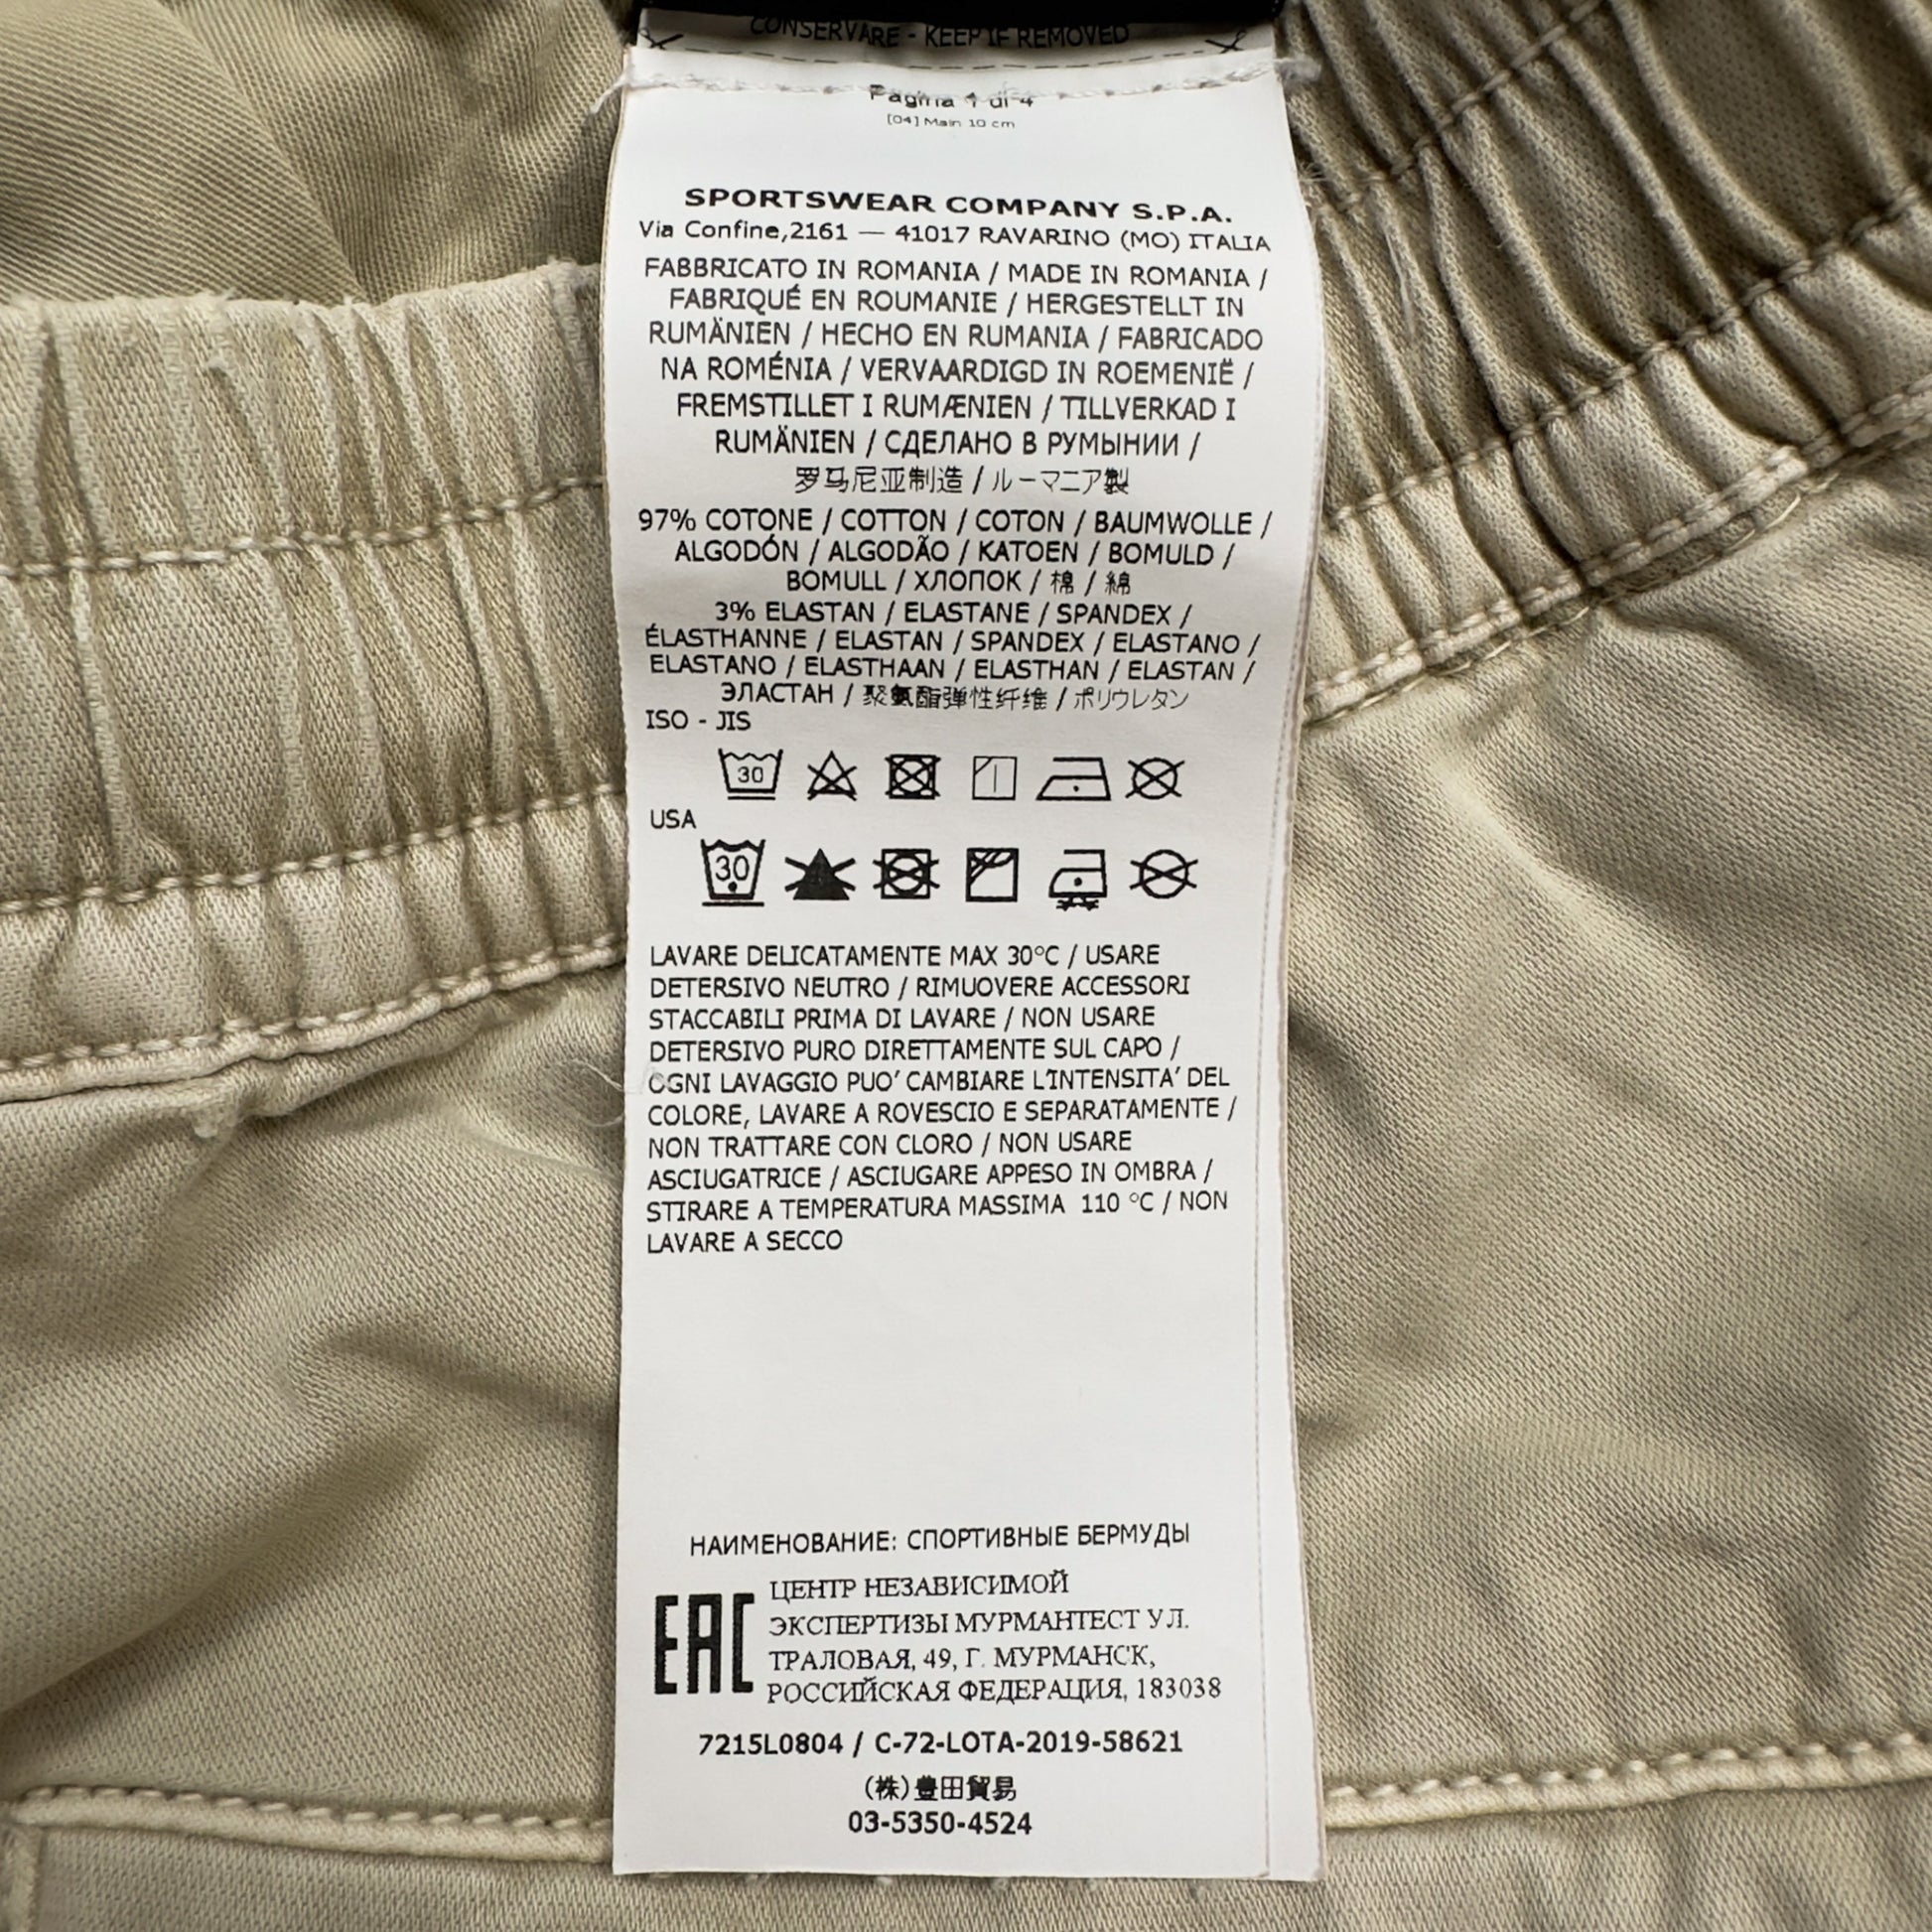 CONSERVARE - KEEP IF REMOVED
Pagina 1 di 4
[04] Main 10 cm
SPORTSWEAR COMPANY S.P.A.
Via Confine,2161 — 41017 RAVARINO (MO) ITALIA
FABBRICATO IN ROMANIA / MADE IN ROMANIA /
FABRIQUÉ EN ROUMANIE / HERGESTELLT IN
RUMÄNIEN / HECHO EN RUMANIA / FABRICADO
NA ROMÉNIA / VERVAARDIGD IN ROEMENIË /
FREMSTILLET I RUMÆNIEN / TILLVERKAD I
RUMÄNIEN / СДЕЛАНО В РУМЫНИИ /
罗马尼亚制造 / ルーマニア製
97% COTONE / COTTON / COTON / BAUMWOLLE /
ALGODÓN / ALGODÃO / KATOEN / BOMULD /
BOMULL / ХЛОПОК / 棉 / 綿
3% ELASTAN / ELASTANE / SPANDEX /
ÉLASTHANNE / ELASTAN / SPANDEX / ELASTANO /
ELASTANO / ELASTHAAN / ELASTHAN / ELASTAN /
ЭЛАСТАН / 聚氨酯弹性纤维 / ポリウレタン
ISO - JIS
30
USA
30
LAVARE DELICATAMENTE MAX 30°C / USARE
DETERSIVO NEUTRO / RIMUOVERE ACCESSORI
STACCABILI PRIMA DI LAVARE / NON USARE
DETERSIVO PURO DIRETTAMENTE SUL CAPO /
OGNI LAVAGGIO PUO' CAMBIARE L'INTENSITA' DEL
COLORE, LAVARE A ROVESCIO E SEPARATAMENTE /
NON TRATTARE CON CLORO / NON USARE
ASCIUGATRICE / ASCIUGARE APPESO IN OMBRA /
STIRARE A TEMPERATURA MASSIMA 110 °C / NON
LAVARE A SECCO
НАИМЕНОВАНИЕ: СПОРТИВНЫЕ БЕРМУДЫ
EAC
ЦЕНТР НЕЗАВИСИМОЙ
ЭКСПЕРТИЗЫ МУРМАНТЕСТ УЛ.
ТРАЛОВАЯ, 49, Г. МУРМАНСК,
РОССИЙСКАЯ ФЕДЕРАЦИЯ, 183038
7215L0804 / C-72-LOTA-2019-58621
(株)豊田貿易
03-5350-4524